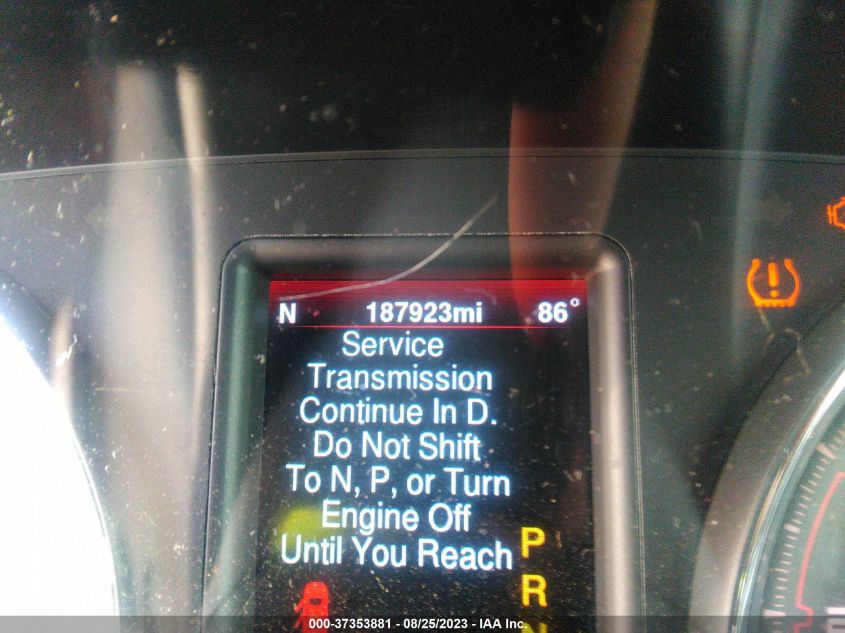 N 187923mi 86°
Service
Transmission
Continue In D.
Do Not Shift
To N, P, or Turn
Engine Off
Until You Reach
P
R
N
000-37353881 - 08/25/2023 - IAA Inc.